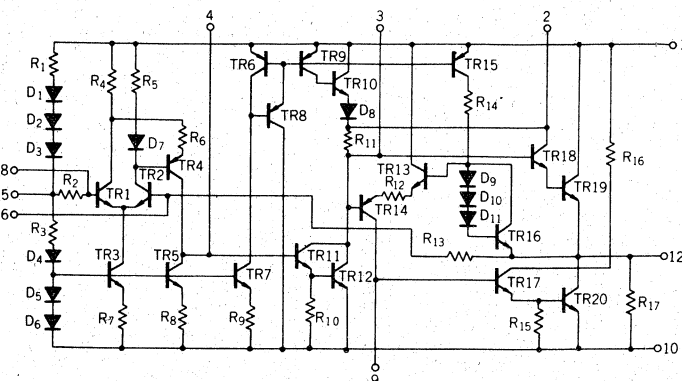 4 3 2
R1 R4 R5 TR6 TR9 TR15
D1 TR10
D2 R14
D3 D7 R6 TR8 D8
TR4 R11 TR18 R16
8 TR2 TR13 D9
5 R2 TR1 R12 D10 TR19
6 TR14 D11
R3 TR16
D4 TR3 TR5 TR11 R13 12
TR7 TR12 TR17
D5 TR20 R17
D6 R7 R8 R9 R10 R15
10
9